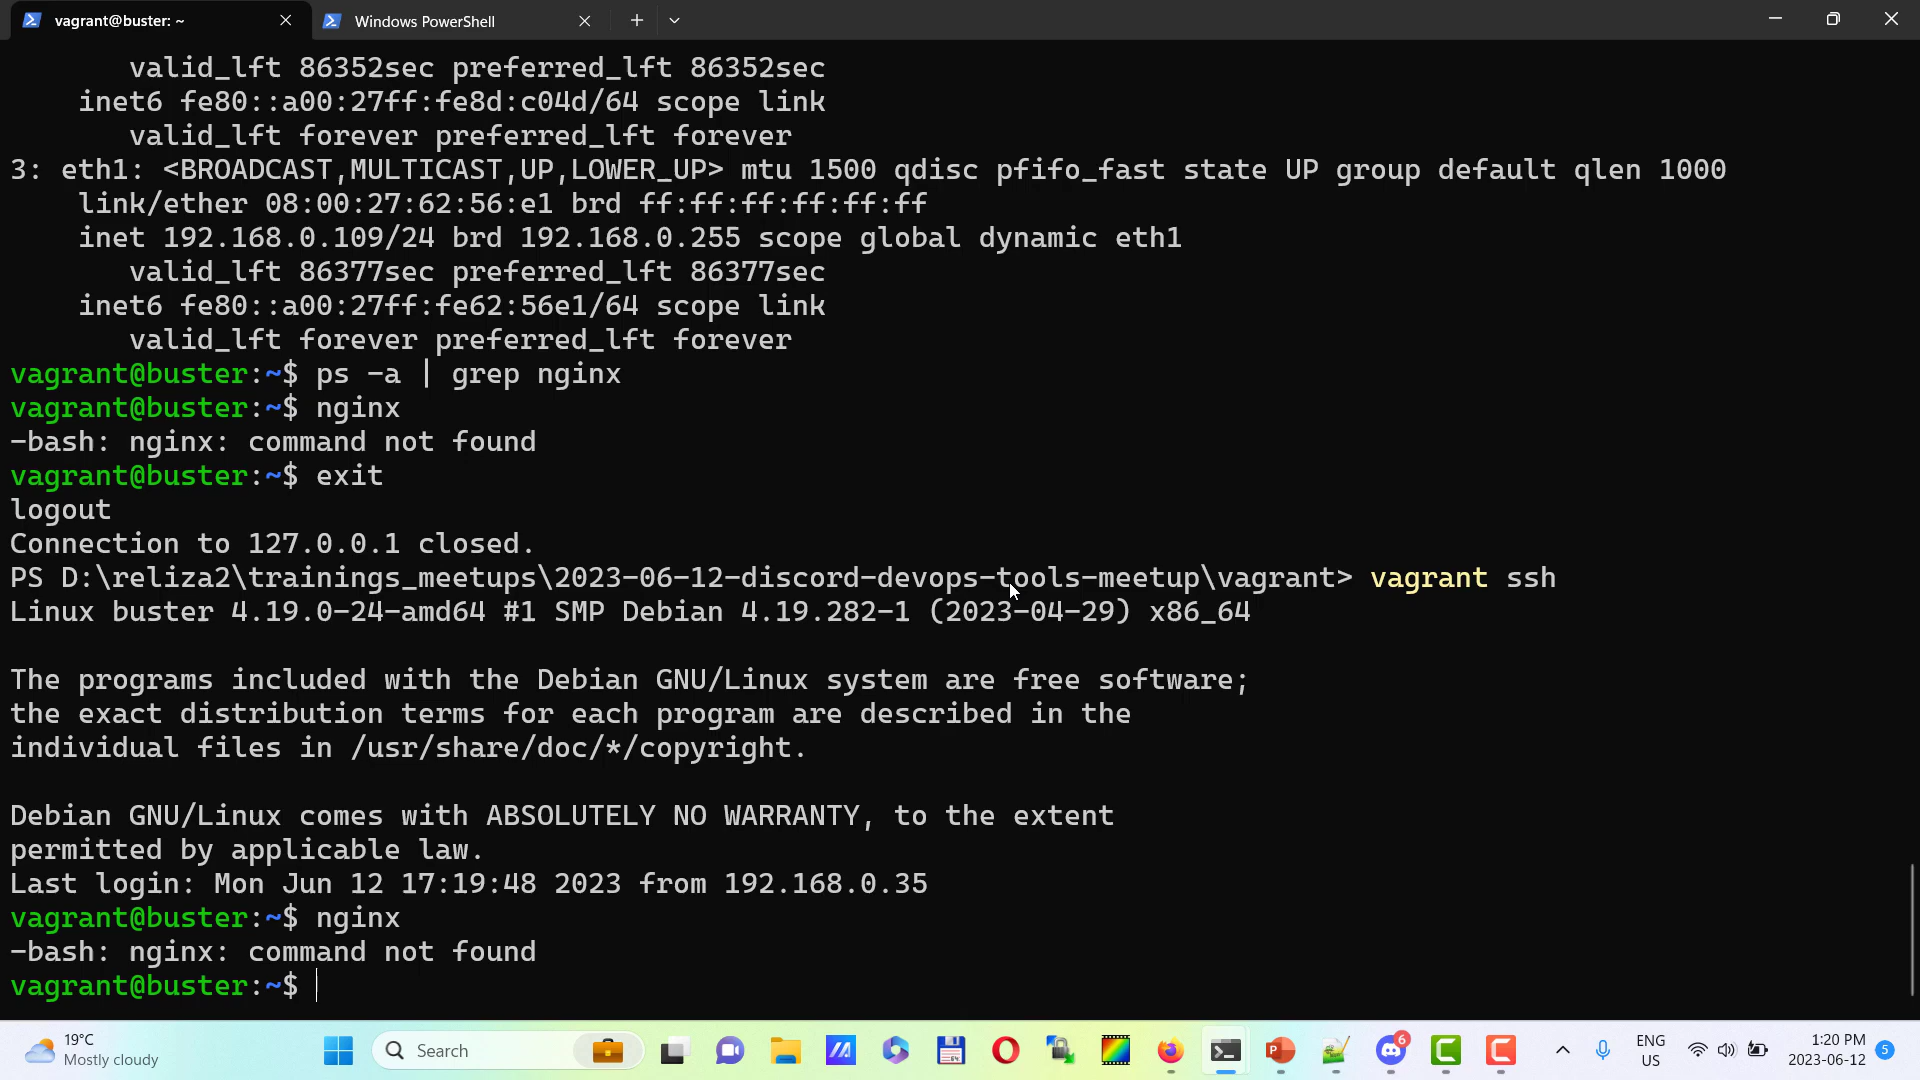 vagrant@buster: ~
Windows PowerShell
valid_lft 86352sec preferred_lft 86352sec
inet6 fe80::a00:27ff:fe8d:c04d/64 scope link
valid_lft forever preferred_lft forever
3: eth1: <BROADCAST,MULTICAST,UP,LOWER_UP> mtu 1500 qdisc pfifo_fast state UP group default qlen 1000
link/ether 08:00:27:62:56:e1 brd ff:ff:ff:ff:ff:ff
inet 192.168.0.109/24 brd 192.168.0.255 scope global dynamic eth1
valid_lft 86377sec preferred_lft 86377sec
inet6 fe80::a00:27ff:fe62:56e1/64 scope link
valid_lft forever preferred_lft forever
vagrant@buster:~$ ps -a | grep nginx
vagrant@buster:~$ nginx
-bash: nginx: command not found
vagrant@buster:~$ exit
logout
Connection to 127.0.0.1 closed.
PS D:\reliza2\trainings_meetups\2023-06-12-discord-devops-tools-meetup\vagrant> vagrant ssh
Linux buster 4.19.0-24-amd64 #1 SMP Debian 4.19.282-1 (2023-04-29) x86_64
The programs included with the Debian GNU/Linux system are free software;
the exact distribution terms for each program are described in the
individual files in /usr/share/doc/*/copyright.
Debian GNU/Linux comes with ABSOLUTELY NO WARRANTY, to the extent
permitted by applicable law.
Last login: Mon Jun 12 17:19:48 2023 from 192.168.0.35
vagrant@buster:~$ nginx
-bash: nginx: command not found
vagrant@buster:~$
19°C
Mostly cloudy
Search
64
P
6
C
C
ENG
US
1:20 PM
2023-06-12
5